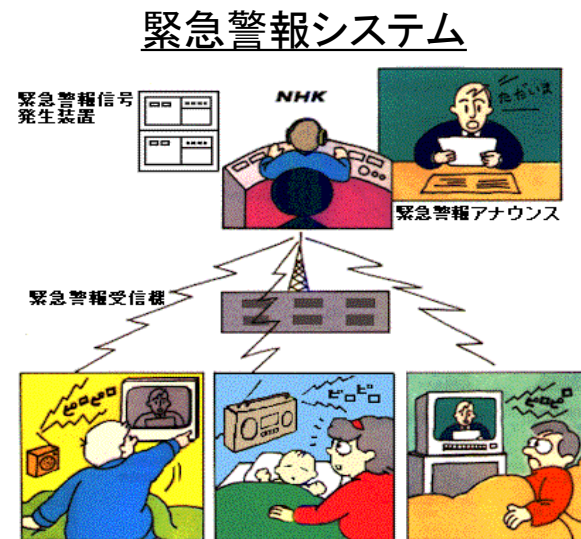 緊急警報システム
緊急警報信号
発生装置
NHK
ただいま
緊急警報アナウンス
緊急警報受信機
ピロピロ
ピロピロ
ピロピロ